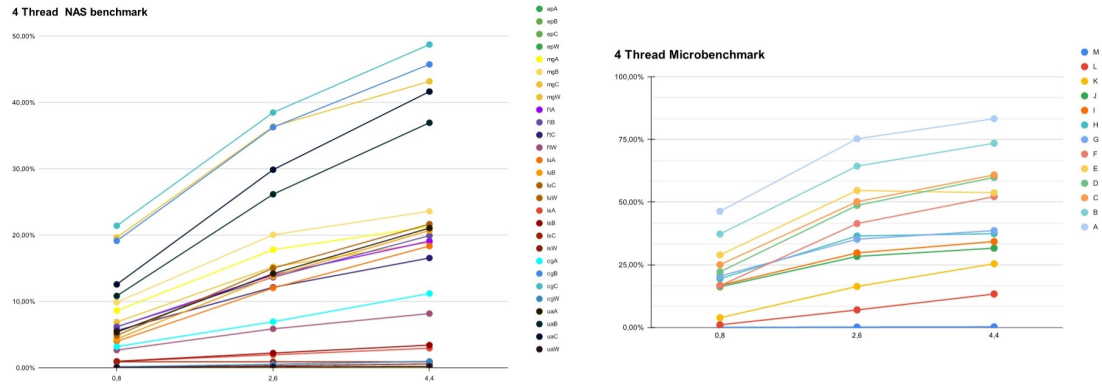 4 Thread  NAS benchmark
50,00%
40,00%
30,00%
20,00%
10,00%
0,00%
0,8
2,6
4,4
epA
epB
epC
epW
mgA
mgB
mgC
mgW
ftA
ftB
ftC
ftW
luA
luB
luC
luW
isA
isB
isC
isW
cgA
cgB
cgC
cgW
uaA
uaB
uaC
uaW
4 Thread Microbenchmark
100,00%
75,00%
50,00%
25,00%
0,00%
0,8
2,6
4,4
M
L
K
J
I
H
G
F
E
D
C
B
A